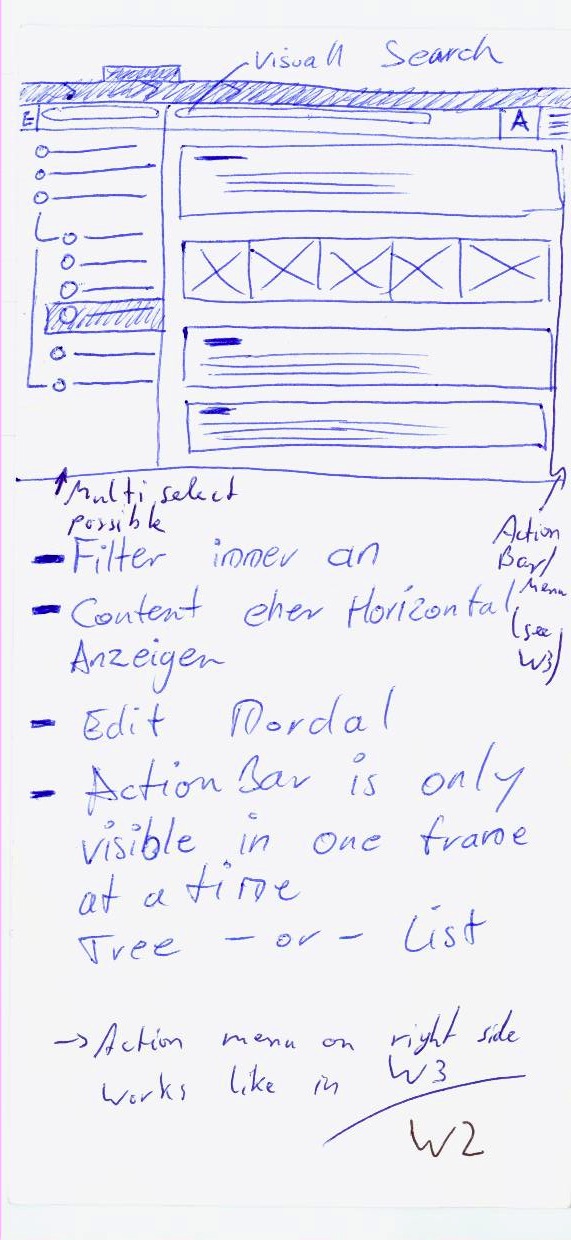 Visuall Search
E
A
Multi select
possible
Action
Bar/
Menu
(see
W3)
- Filter immer an
- Content eher Horizontal
Anzeigen
- Edit Mordal
- Action Bar is only
visible in one frame
at a time
Tree - or - List
→ Action menu on right side
works like in W3
W2